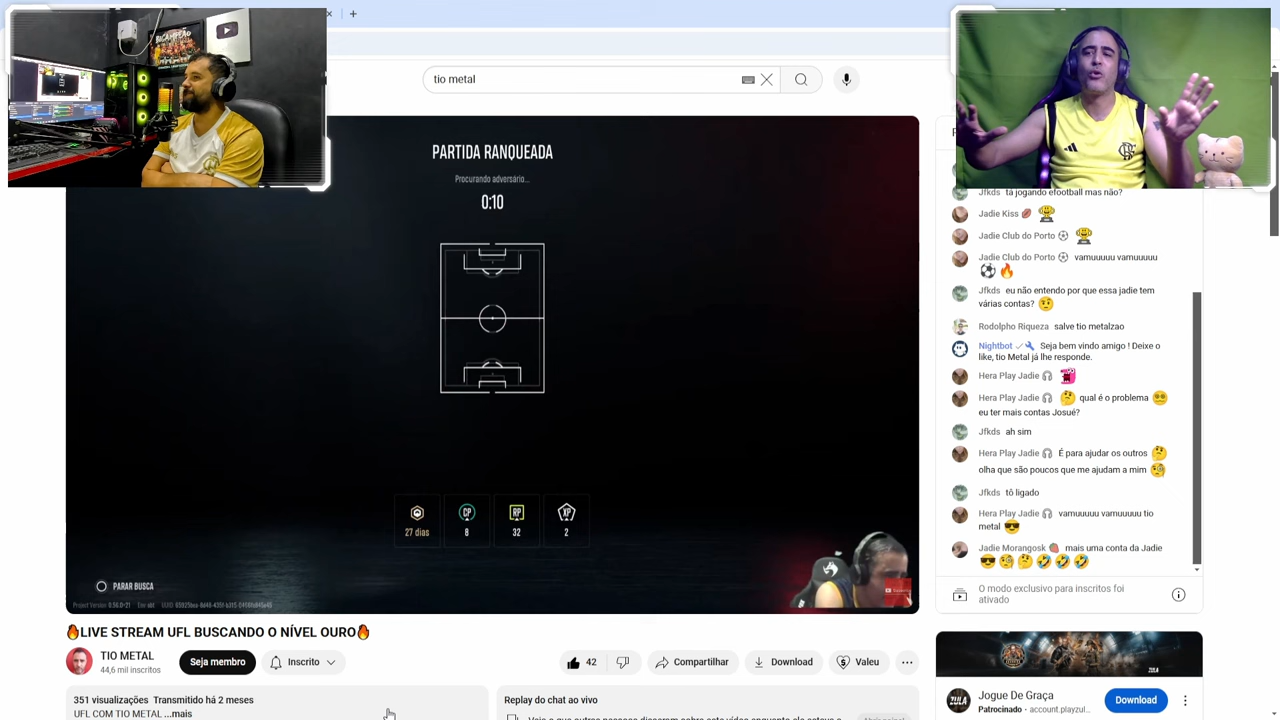 BICAMPEÃO
tio metal
PARTIDA RANQUEADA
Procurando adversário...
0:10
27 dias
CP
8
RP
32
XP
2
PARAR BUSCA
🔥LIVE STREAM UFL BUSCANDO O NÍVEL OURO🔥
TIO METAL
44,6 mil inscritos
Seja membro
Inscrito
42
Compartilhar
Download
Valeu
351 visualizações Transmitido há 2 meses
UFL COM TIO METAL ...mais
Replay do chat ao vivo
Jfkds tá jogando efootball mas não?
Jadie Kiss 🏉 🏆
Jadie Club do Porto ⚽ 🏆
Jadie Club do Porto ⚽ vamuuuuu vamuuuuu
⚽🔥
Jfkds eu não entendo por que essa jadie tem
várias contas? 🤨
Rodolpho Riqueza salve tio metalzao
Nightbot Seja bem vindo amigo ! Deixe o
like, tio Metal já lhe responde.
Hera Play Jadie 🎧
Hera Play Jadie 🎧 🤔 qual é o problema 😵‍💫
eu ter mais contas Josué?
Jfkds ah sim
Hera Play Jadie 🎧 É para ajudar os outros 🤔
olha que são poucos que me ajudam a mim 🧐
Jfkds tô ligado
Hera Play Jadie 🎧 vamuuuuu vamuuuuu tio
metal 😎
Jadie Morangosk 🍓 mais uma conta da Jadie
😎🧐🤔🤣🤣🤣
O modo exclusivo para inscritos foi
ativado
ZULA
Jogue De Graça
Patrocinado · account.playzul...
Download